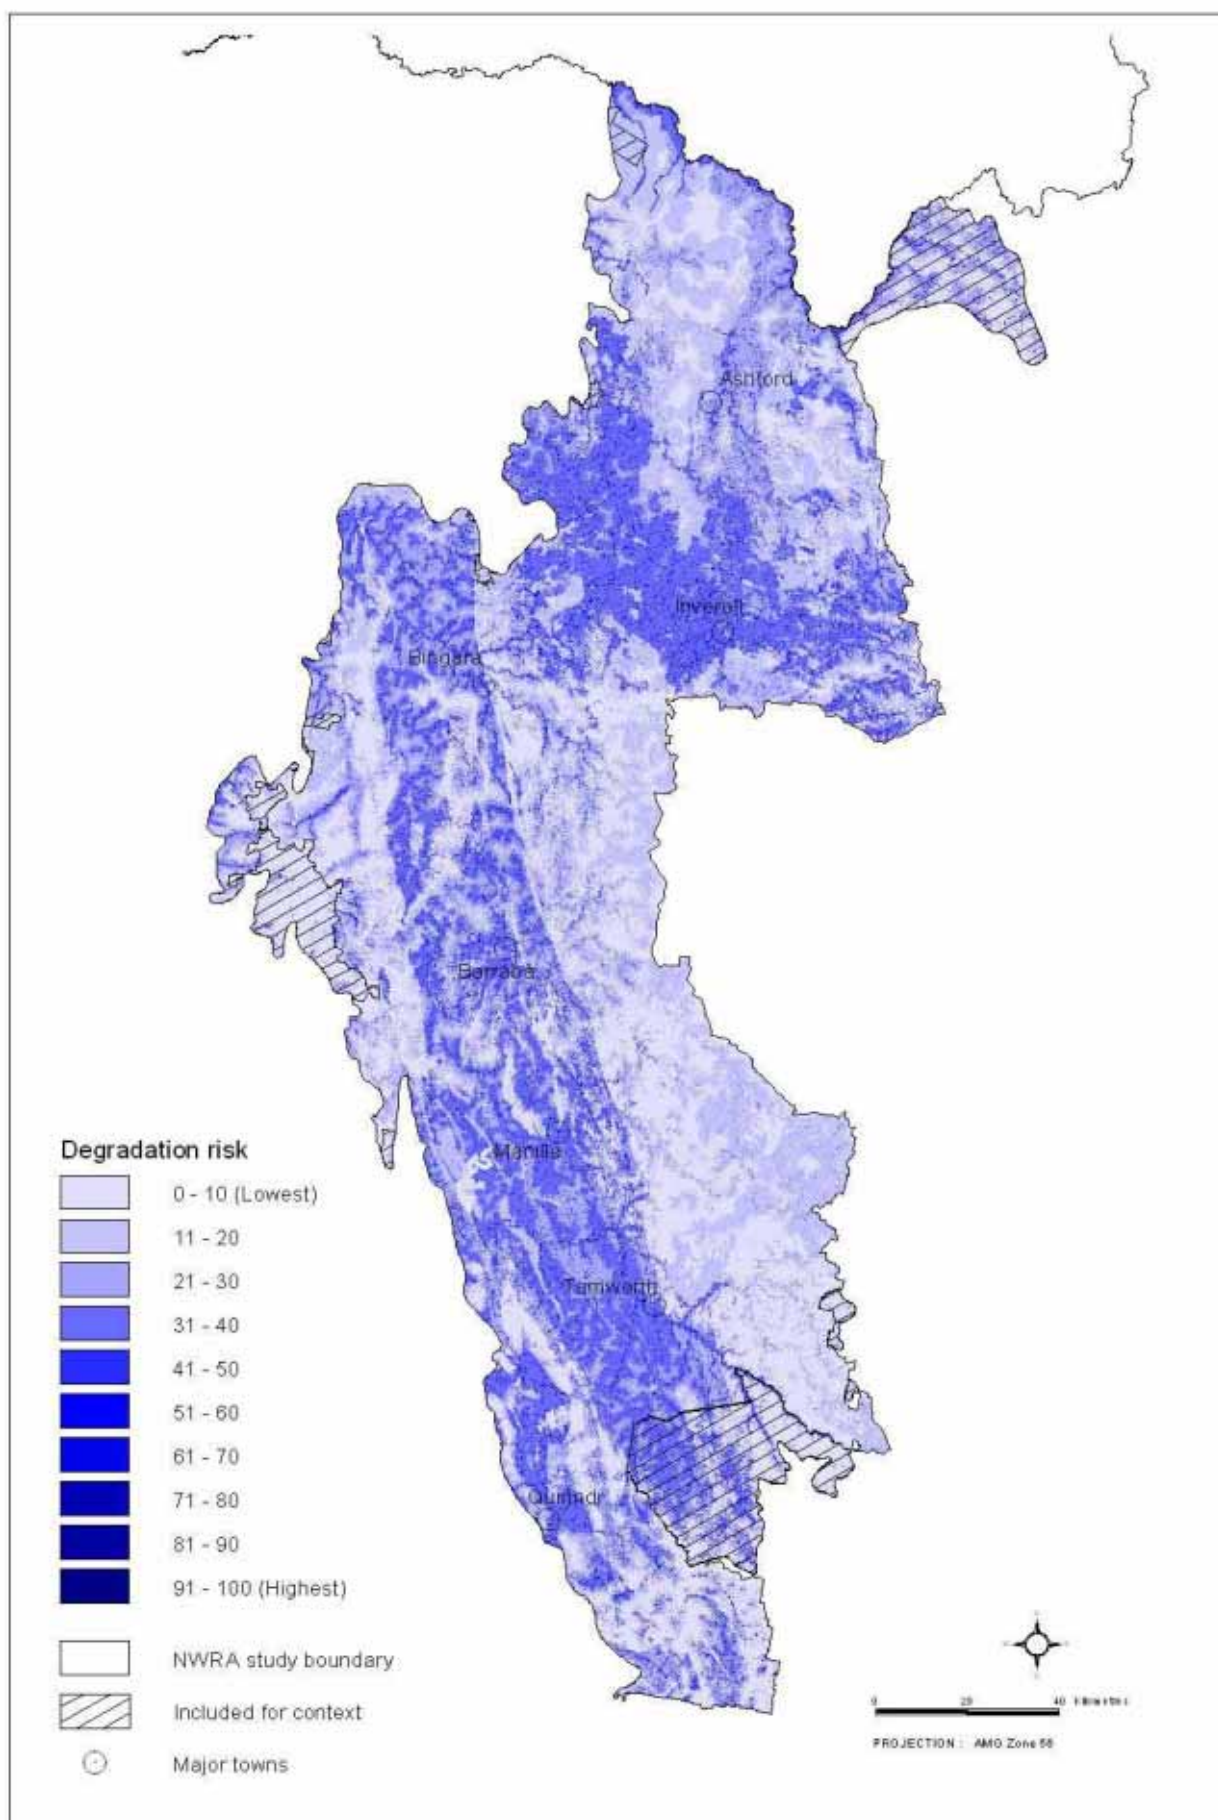 Ashford
Inverell
Bingara
Barraba
Manilla
Tamworth
Quirindi
Degradation risk
0 - 10 (Lowest)
11 - 20
21 - 30
31 - 40
41 - 50
51 - 60
61 - 70
71 - 80
81 - 90
91 - 100 (Highest)
NWRA study boundary
Included for context
Major towns
0 20 40 kilometres
PROJECTION : AMG Zone 56